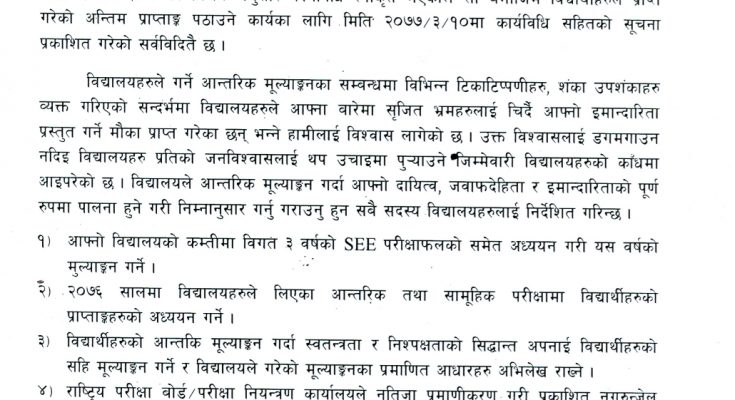 गरेको अन्तिम प्राप्ताङ्क पठाउने कार्यका लागि मिति २०७७/३/१०मा कार्यविधि सहितको सूचना
प्रकाशित गरेको सर्वविदितै छ ।
विद्यालयहरुले गर्ने आन्तरिक मूल्याङ्कनका सम्वन्धमा विभिन्न टिकाटिप्पणीहरु, शंका उपशंकाहरु
व्यक्त गरिएको सन्दर्भमा विद्यालयहरुले आफ्ना वारेमा सृजित भ्रमहरुलाई चिर्दै आफ्नो इमान्दारिता
प्रस्तुत गर्ने मौका प्राप्त गरेका छन् भन्ने हामीलाई विश्वास लागेको छ । उक्त विश्वासलाई डगमगाउन
नदिइ विद्यालयहरु प्रतिको जनविश्वासलाई थप उचाइमा पुऱ्याउने जिम्मेवारी विद्यालयहरुको काँधमा
आइपरेको छ । विद्यालयले आन्तरिक मूल्याङ्कन गर्दा आफ्नो दायित्व, जवाफदेहिता र इमान्दारिताको पूर्ण
रुपमा पालना हुने गरी निम्नानुसार गर्नु गराउनु हुन सबै सदस्य विद्यालयहरुलाई निर्देशित गरिन्छ ।
१) आफ्नो विद्यालयको कम्तीमा विगत ३ वर्षको SEE परीक्षाफलको समेत अध्ययन गरी यस वर्षको
मुल्याङ्कन गर्ने ।
२) २०७६ सालमा विद्यालयहरुले लिएका आन्तरिक तथा सामूहिक परीक्षामा विद्यार्थीहरुको
प्राप्ताङ्कहरुको अध्ययन गर्ने ।
३) विद्यार्थीहरुको आन्तकि मूल्याङ्कन गर्दा स्वतन्त्रता र निश्पक्षताको सिद्धान्त अपनाई विद्यार्थीहरुको
सहि मूल्याङ्कन गर्ने र विद्यालयले गरेको मूल्याङ्कनका प्रमाणित आधारहरु अभिलेख राख्ने ।
४) राष्ट्रिय परीक्षा बोर्ड/परीक्षा नियन्त्रण कार्यालयले नतिजा प्रमाणीकरण गरी प्रकाशित नगरुन्जेल